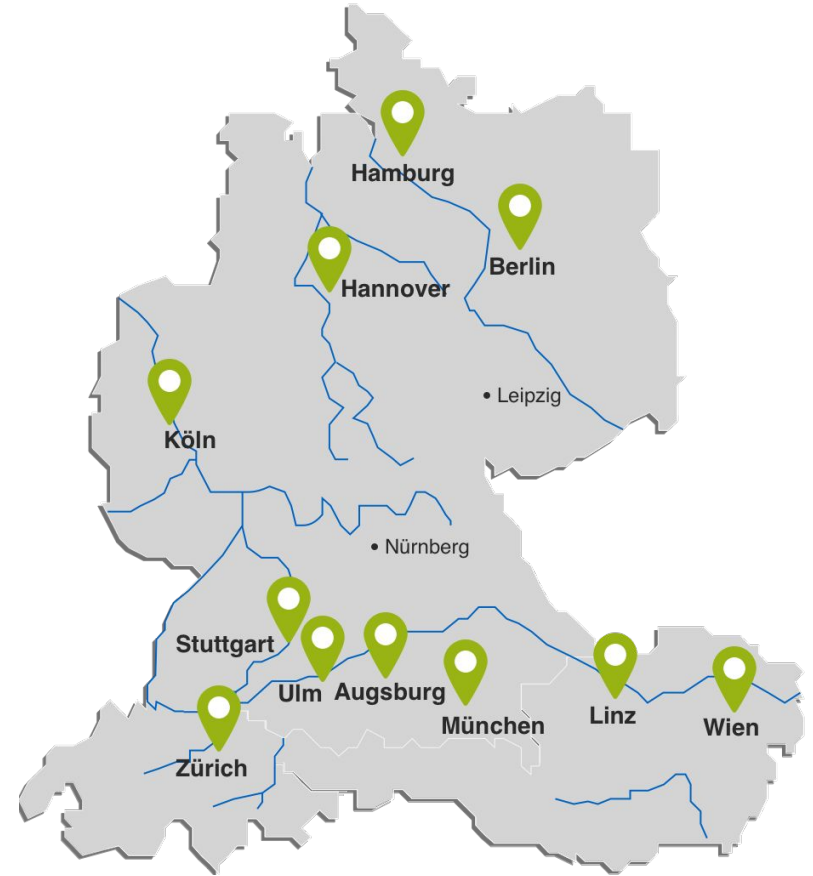 Hamburg
Berlin
Hannover
• Leipzig
Köln
• Nürnberg
Stuttgart
Ulm
Augsburg
München
Linz
Wien
Zürich